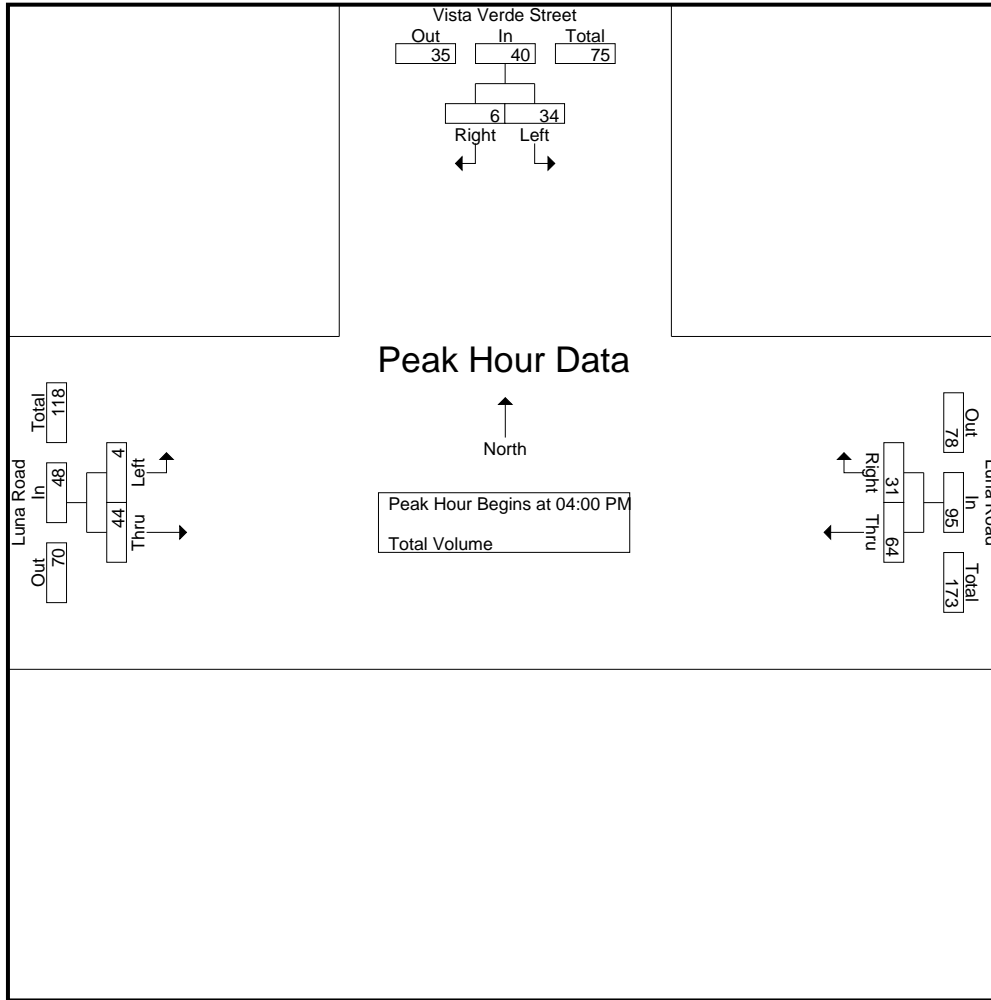 Vista Verde Street
Out In Total
35 40 75
6 34
Right Left
Peak Hour Data
North
Peak Hour Begins at 04:00 PM
Total Volume
Luna Road
Out In Total
70 48 118
44 4
Thru Left
Luna Road
Out In Total
78 95 173
31 64
Right Thru